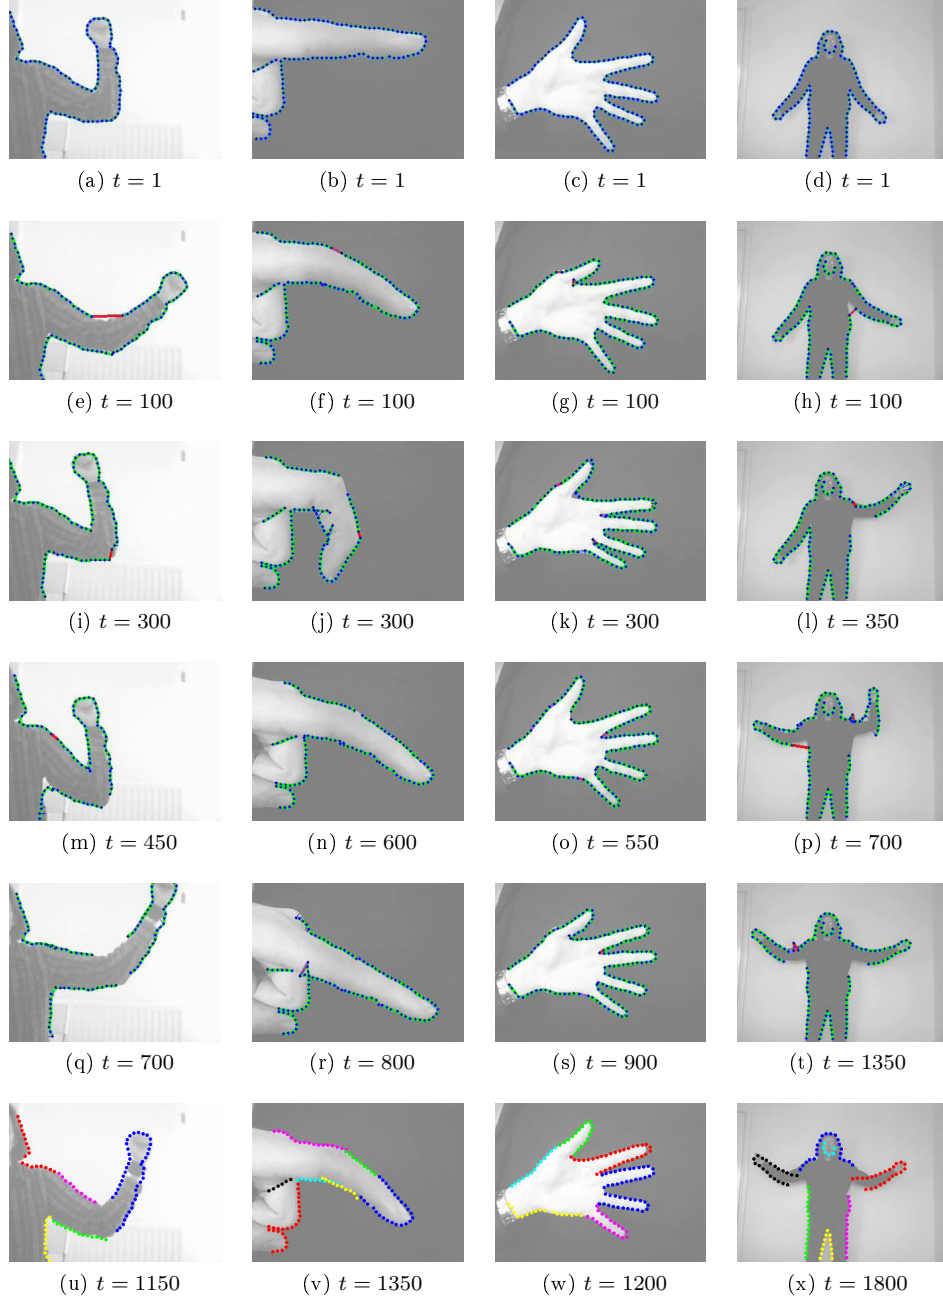 (a) t = 1
(b) t = 1
(c) t = 1
(d) t = 1
(e) t = 100
(f) t = 100
(g) t = 100
(h) t = 100
(i) t = 300
(j) t = 300
(k) t = 300
(l) t = 350
(m) t = 450
(n) t = 600
(o) t = 550
(p) t = 700
(q) t = 700
(r) t = 800
(s) t = 900
(t) t = 1350
(u) t = 1150
(v) t = 1350
(w) t = 1200
(x) t = 1800